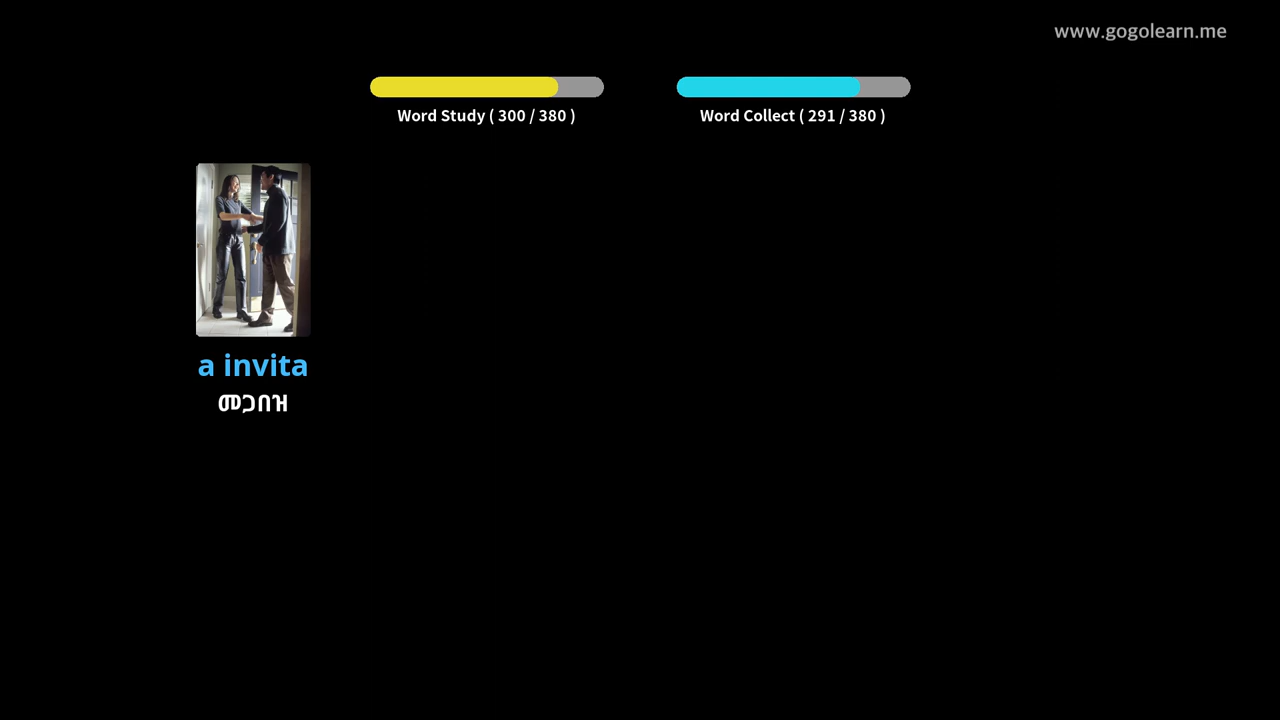 www.gogolearn.me
Word Study ( 300 / 380 )
Word Collect ( 291 / 380 )
a invita
መጋበዝ